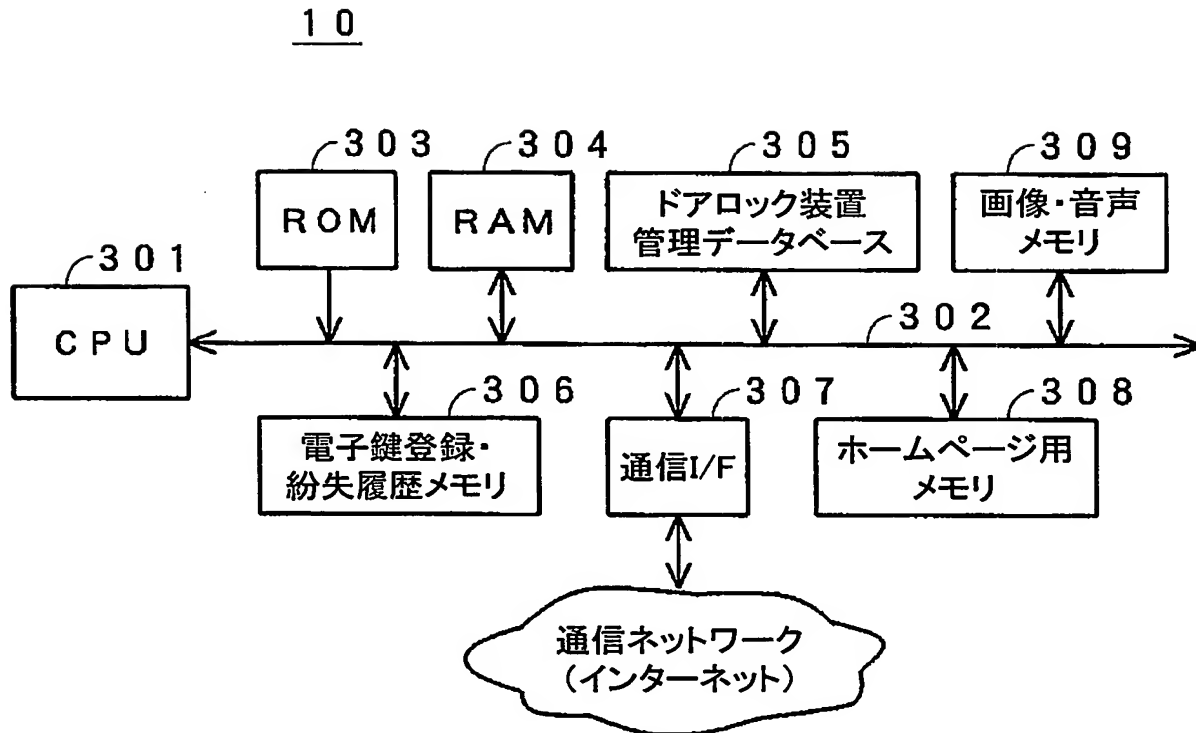 10
303
304
305
309
ROM
RAM
ドアロック装置
管理データベース
画像・音声
メモリ
301
CPU
302
306
307
308
電子鍵登録・
紛失履歴メモリ
通信I/F
ホームページ用
メモリ
通信ネットワーク
(インターネット)